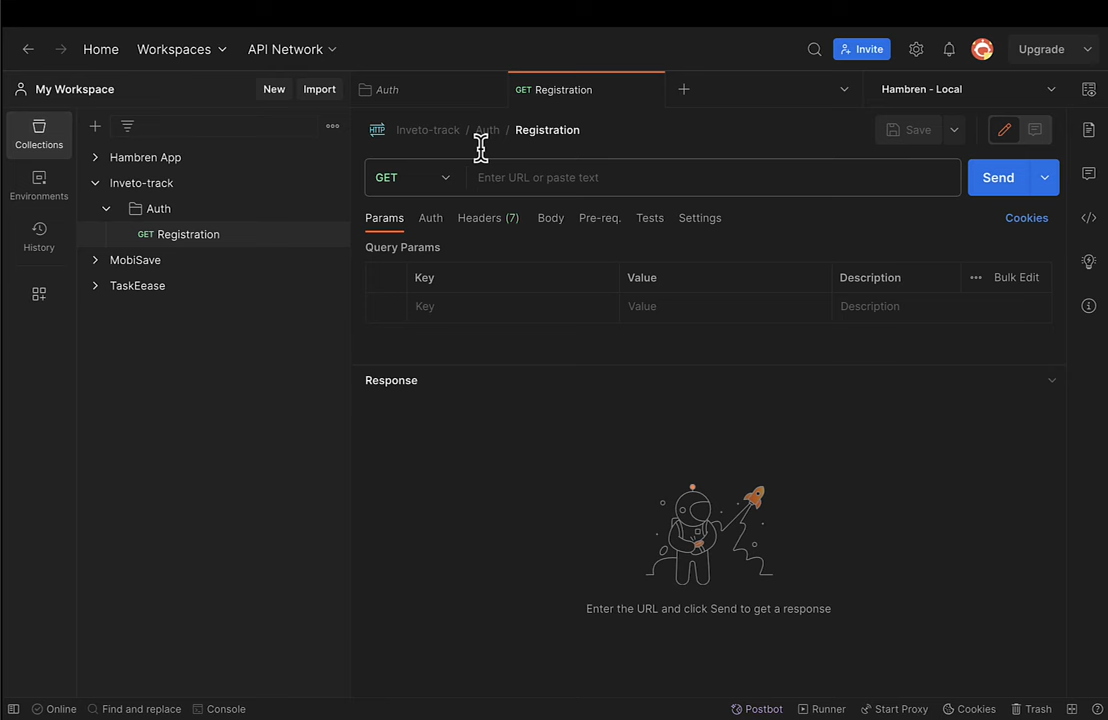 Home Workspaces API Network Invite Upgrade
My Workspace New Import Auth GET Registration Hambren - Local
Collections
Environments
History
Hambren App
Inveto-track
Auth
GET Registration
MobiSave
TaskEease
HTTP Inveto-track / Auth / Registration Save
GET Enter URL or paste text Send
Params Auth Headers (7) Body Pre-req. Tests Settings Cookies
Query Params
Key Value Description Bulk Edit
Key Value Description
Response
Enter the URL and click Send to get a response
Online Find and replace Console Postbot Runner Start Proxy Cookies Trash